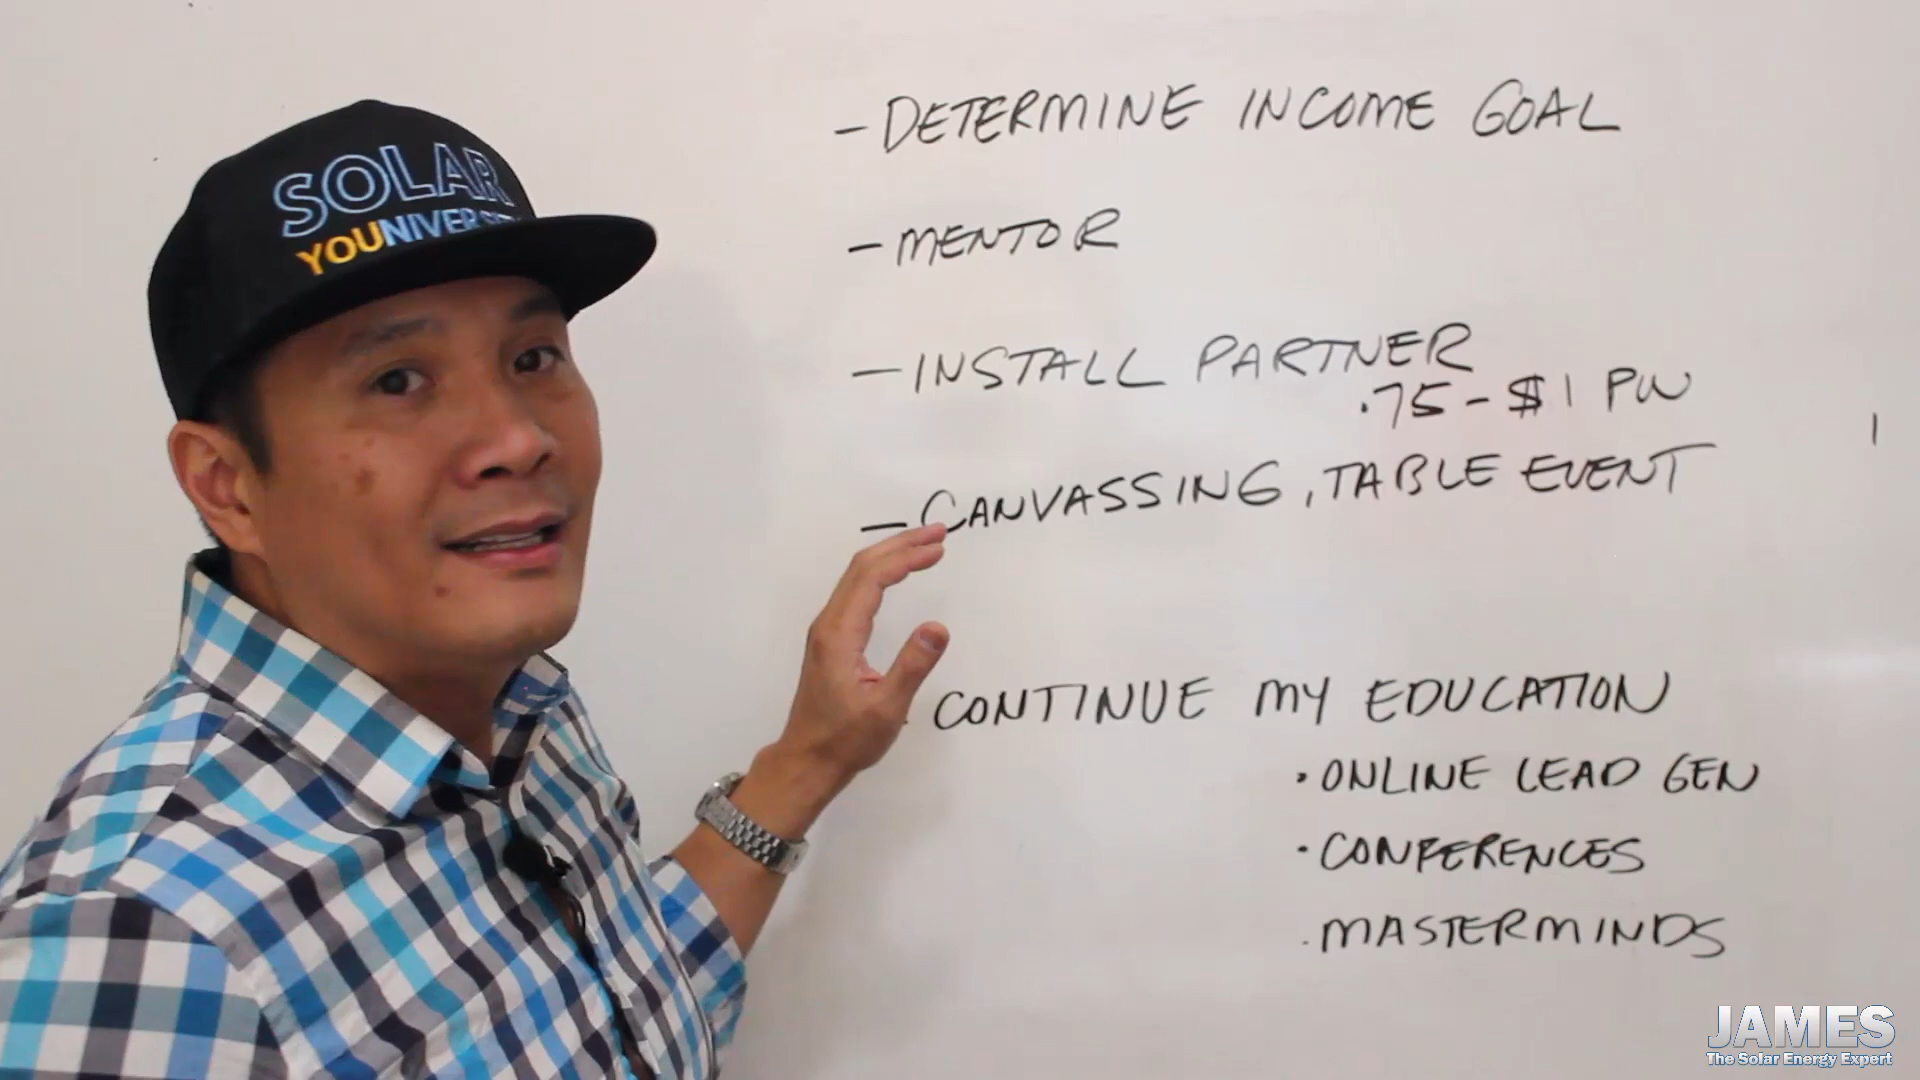 SOLAR
YOUNIVERSITY
- DETERMINE INCOME GOAL
- MENTOR
- INSTALL PARTNER
.75 - $1 PW
- CANVASSING, TABLE EVENT
CONTINUE MY EDUCATION
• ONLINE LEAD GEN
• CONFERENCES
• MASTERMINDS
JAMES
The Solar Energy Expert